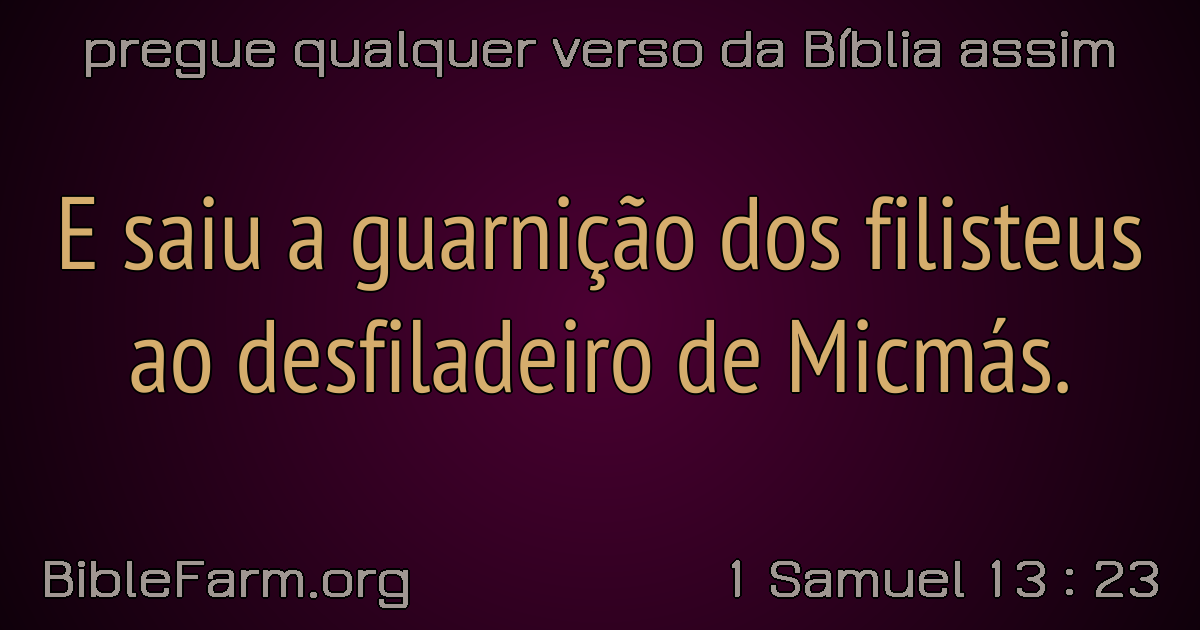 pregue qualquer verso da Bíblia assim
E saiu a guarnição dos filisteus
ao desfiladeiro de Micmás.
BibleFarm.org
1 Samuel 13 : 23